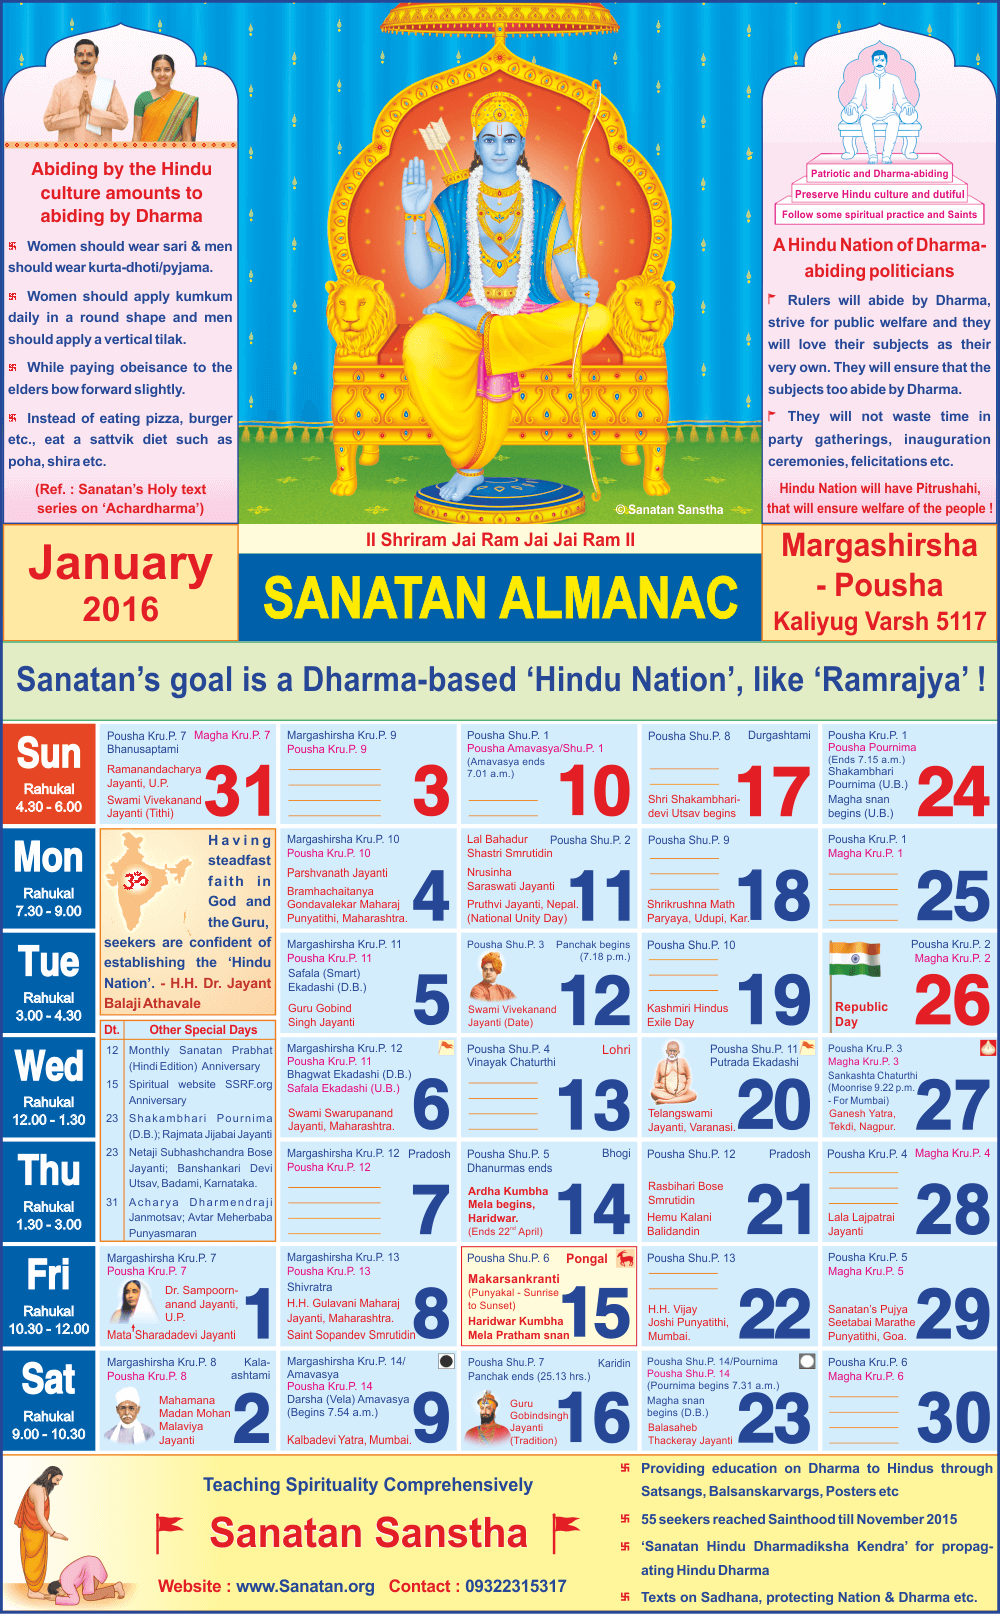 Abiding by the Hindu
culture amounts to
abiding by Dharma
Women should wear sari & men
should wear kurta-dhoti/pyjama.
Women should apply kumkum
daily in a round shape and men
should apply a vertical tilak.
While paying obeisance to the
elders bow forward slightly.
Instead of eating pizza, burger
etc., eat a sattvik diet such as
poha, shira etc.
(Ref. : Sanatan's Holy text
series on 'Achardharma')
© Sanatan Sanstha
Patriotic and Dharma-abiding
Preserve Hindu culture and dutiful
Follow some spiritual practice and Saints
A Hindu Nation of Dharma-
abiding politicians
Rulers will abide by Dharma,
strive for public welfare and they
will love their subjects as their
very own. They will ensure that the
subjects too abide by Dharma.
They will not waste time in
party gatherings, inauguration
ceremonies, felicitations etc.
Hindu Nation will have Pitrushahi,
that will ensure welfare of the people !
January
2016
II Shriram Jai Ram Jai Jai Ram II
SANATAN ALMANAC
Margashirsha
- Pousha
Kaliyug Varsh 5117
Sanatan's goal is a Dharma-based 'Hindu Nation', like 'Ramrajya' !
Sun
Rahukal
4.30 - 6.00
Pousha Kru.P. 7 Magha Kru.P. 7
Bhanusaptami
Ramanandacharya
Jayanti, U.P.
Swami Vivekanand
Jayanti (Tithi)
31
Margashirsha Kru.P. 9
Pousha Kru.P. 9
3
Pousha Shu.P. 1
Pousha Amavasya/Shu.P. 1
(Amavasya ends
7.01 a.m.)
10
Pousha Shu.P. 8 Durgashtami
Shri Shakambhari-
devi Utsav begins
17
Pousha Kru.P. 1
Pousha Pournima
(Ends 7.15 a.m.)
Shakambhari
Pournima (U.B.)
Magha snan
begins (U.B.)
24
Mon
Rahukal
7.30 - 9.00
Having
steadfast
faith in
God and
the Guru,
seekers are confident of
establishing the 'Hindu
Nation'. - H.H. Dr. Jayant
Balaji Athavale
ॐ
Margashirsha Kru.P. 10
Pousha Kru.P. 10
Parshvanath Jayanti
Bramhachaitanya
Gondavalekar Maharaj
Punyatithi, Maharashtra.
4
Lal Bahadur Pousha Shu.P. 2
Shastri Smrutidin
Nrusinha
Saraswati Jayanti
Pruthvi Jayanti, Nepal.
(National Unity Day)
11
Pousha Shu.P. 9
Shrikrushna Math
Paryaya, Udupi, Kar.
18
Pousha Kru.P. 1
Magha Kru.P. 1
25
Tue
Rahukal
3.00 - 4.30
Margashirsha Kru.P. 11
Pousha Kru.P. 11
Safala (Smart)
Ekadashi (D.B.)
Guru Gobind
Singh Jayanti
5
Pousha Shu.P. 3 Panchak begins
(7.18 p.m.)
Swami Vivekanand
Jayanti (Date)
12
Pousha Shu.P. 10
Kashmiri Hindus
Exile Day
19
Pousha Kru.P. 2
Magha Kru.P. 2
Republic
Day
26
Dt. Other Special Days
12 Monthly Sanatan Prabhat
(Hindi Edition) Anniversary
15 Spiritual website SSRF.org
Anniversary
23 Shakambhari Pournima
(D.B.); Rajmata Jijabai Jayanti
23 Netaji Subhashchandra Bose
Jayanti; Banshankari Devi
Utsav, Badami, Karnataka.
31 Acharya Dharmendraji
Janmotsav; Avtar Meherbaba
Punyasmaran
Wed
Rahukal
12.00 - 1.30
Margashirsha Kru.P. 12
Pousha Kru.P. 11
Bhagwat Ekadashi (D.B.)
Safala Ekadashi (U.B.)
Swami Swarupanand
Jayanti, Maharashtra.
6
Pousha Shu.P. 4 Lohri
Vinayak Chaturthi
13
Pousha Shu.P. 11
Putrada Ekadashi
Telangswami
Jayanti, Varanasi.
20
Pousha Kru.P. 3
Magha Kru.P. 3
Sankashta Chaturthi
(Moonrise 9.22 p.m.
- For Mumbai)
Ganesh Yatra,
Tekdi, Nagpur.
27
Thu
Rahukal
1.30 - 3.00
Margashirsha Kru.P. 12 Pradosh
Pousha Kru.P. 12
7
Pousha Shu.P. 5 Bhogi
Dhanurmas ends
Ardha Kumbha
Mela begins,
Haridwar.
(Ends 22nd April)
14
Pousha Shu.P. 12 Pradosh
Rasbihari Bose
Smrutidin
Hemu Kalani
Balidandin
21
Pousha Kru.P. 4 Magha Kru.P. 4
Lala Lajpatrai
Jayanti
28
Fri
Rahukal
10.30 - 12.00
Margashirsha Kru.P. 7
Pousha Kru.P. 7
Dr. Sampoorn-
anand Jayanti,
U.P.
Mata Sharadadevi Jayanti
1
Margashirsha Kru.P. 13
Pousha Kru.P. 13
Shivratra
H.H. Gulavani Maharaj
Jayanti, Maharashtra.
Saint Sopandev Smrutidin
8
Pousha Shu.P. 6 Pongal
Makarsankranti
(Punyakal - Sunrise
to Sunset)
Haridwar Kumbha
Mela Pratham snan
15
Pousha Shu.P. 13
H.H. Vijay
Joshi Punyatithi,
Mumbai.
22
Pousha Kru.P. 5
Magha Kru.P. 5
Sanatan's Pujya
Seetabai Marathe
Punyatithi, Goa.
29
Sat
Rahukal
9.00 - 10.30
Margashirsha Kru.P. 8 Kala-
Pousha Kru.P. 8 ashtami
Mahamana
Madan Mohan
Malaviya
Jayanti
2
Margashirsha Kru.P. 14/
Amavasya
Pousha Kru.P. 14
Darsha (Vela) Amavasya
(Begins 7.54 a.m.)
Kalbadevi Yatra, Mumbai.
9
Pousha Shu.P. 7 Karidin
Panchak ends (25.13 hrs.)
Guru
Gobindsingh
Jayanti
(Tradition)
16
Pousha Shu.P. 14/Pournima
Pousha Shu.P. 14
(Pournima begins 7.31 a.m.)
Magha snan
begins (D.B.)
Balasaheb
Thackeray Jayanti
23
Pousha Kru.P. 6
Magha Kru.P. 6
30
Teaching Spirituality Comprehensively
Sanatan Sanstha
Website : www.Sanatan.org Contact : 09322315317
Providing education on Dharma to Hindus through
Satsangs, Balsanskarvargs, Posters etc
55 seekers reached Sainthood till November 2015
'Sanatan Hindu Dharmadiksha Kendra' for propag-
ating Hindu Dharma
Texts on Sadhana, protecting Nation & Dharma etc.